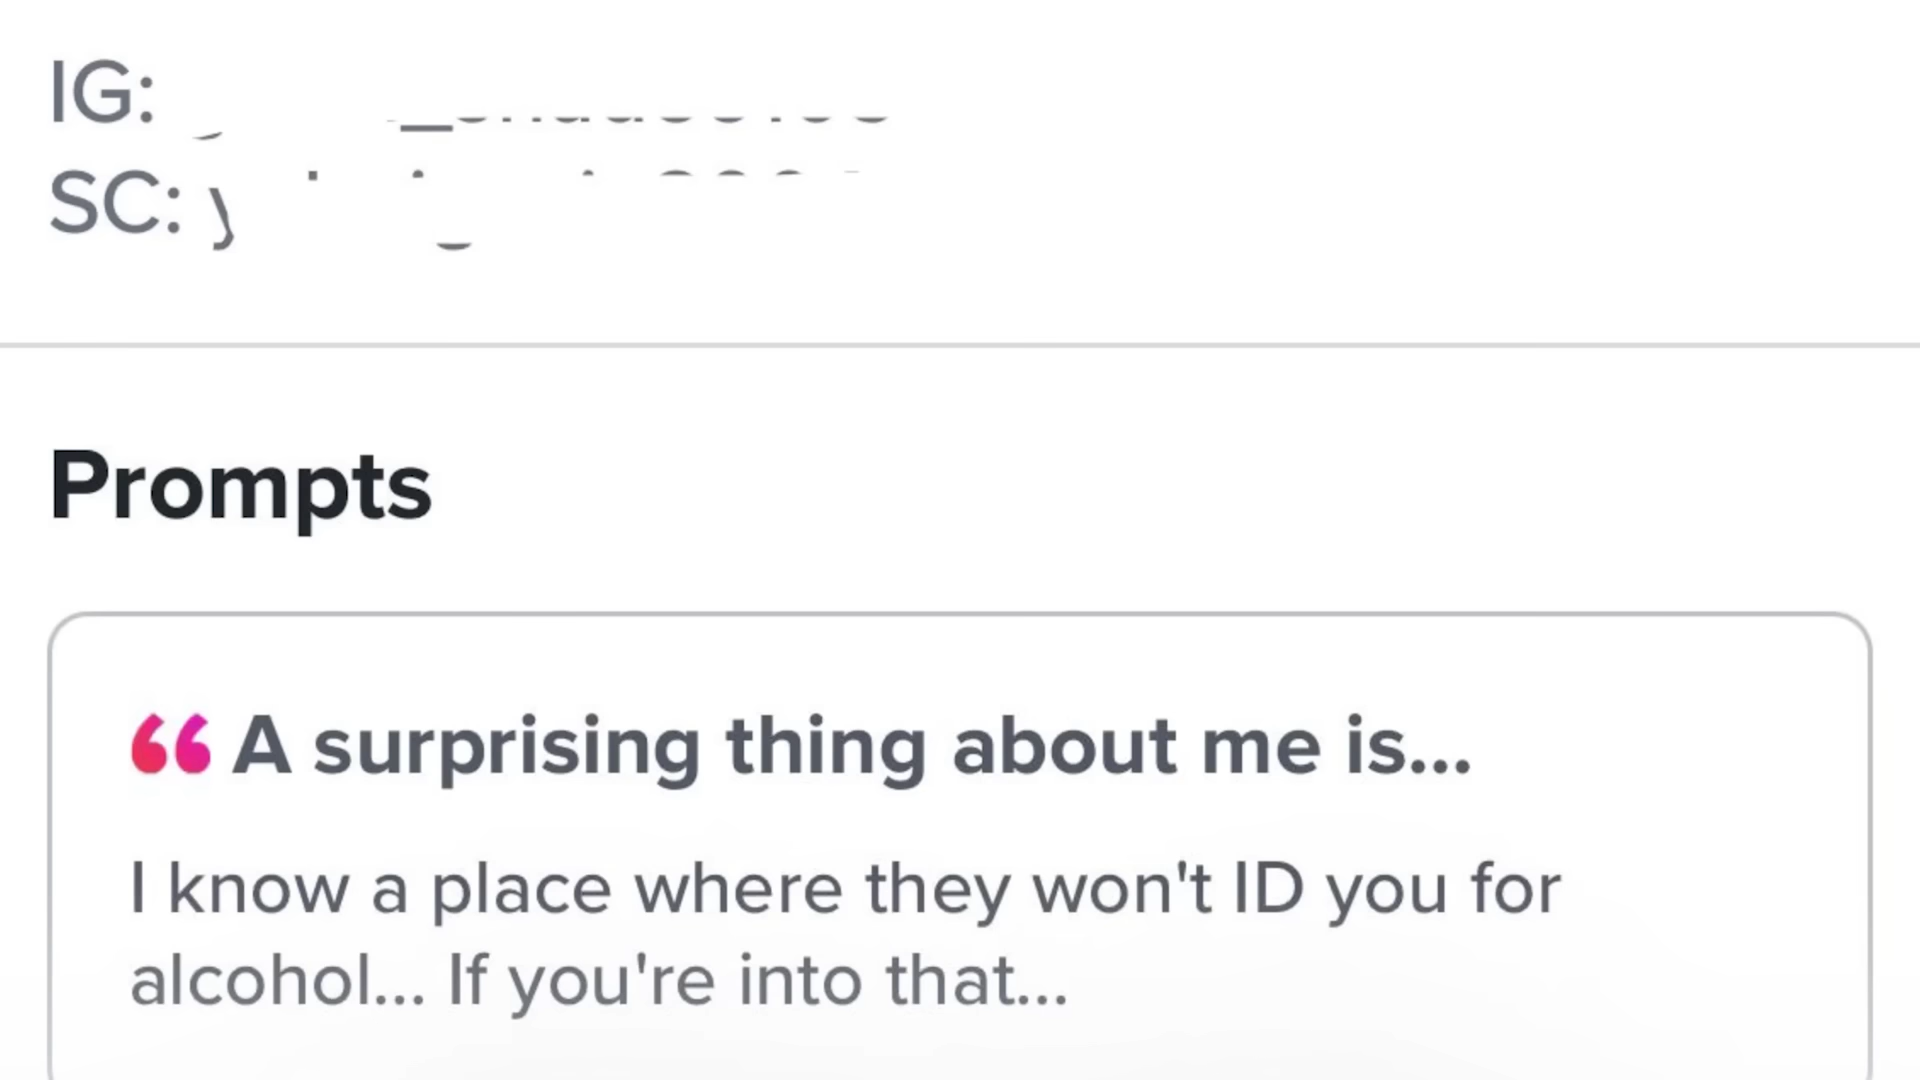 IG:
SC:
Prompts
A surprising thing about me is...
I know a place where they won't ID you for
alcohol... If you're into that...